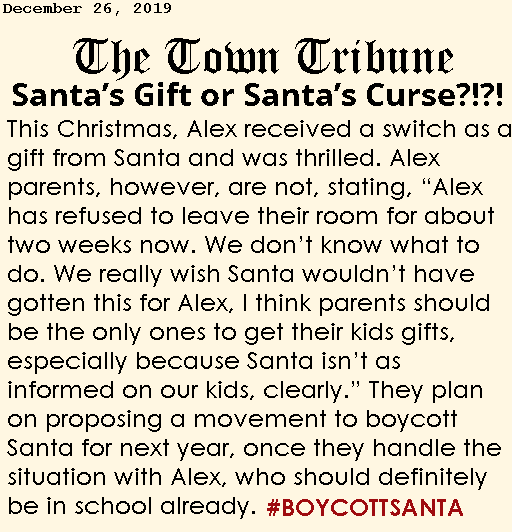 December 26, 2019
The Town Tribune
Santa's Gift or Santa's Curse?!?!
This Christmas, Alex received a switch as a
gift from Santa and was thrilled. Alex
parents, however, are not, stating, “Alex
has refused to leave their room for about
two weeks now. We don't know what to
do. We really wish Santa wouldn't have
gotten this for Alex, I think parents should
be the only ones to get their kids gifts,
especially because Santa isn't as
informed on our kids, clearly.” They plan
on proposing a movement to boycott
Santa for next year, once they handle the
situation with Alex, who should definitely
be in school already. #BOYCOTTSANTA